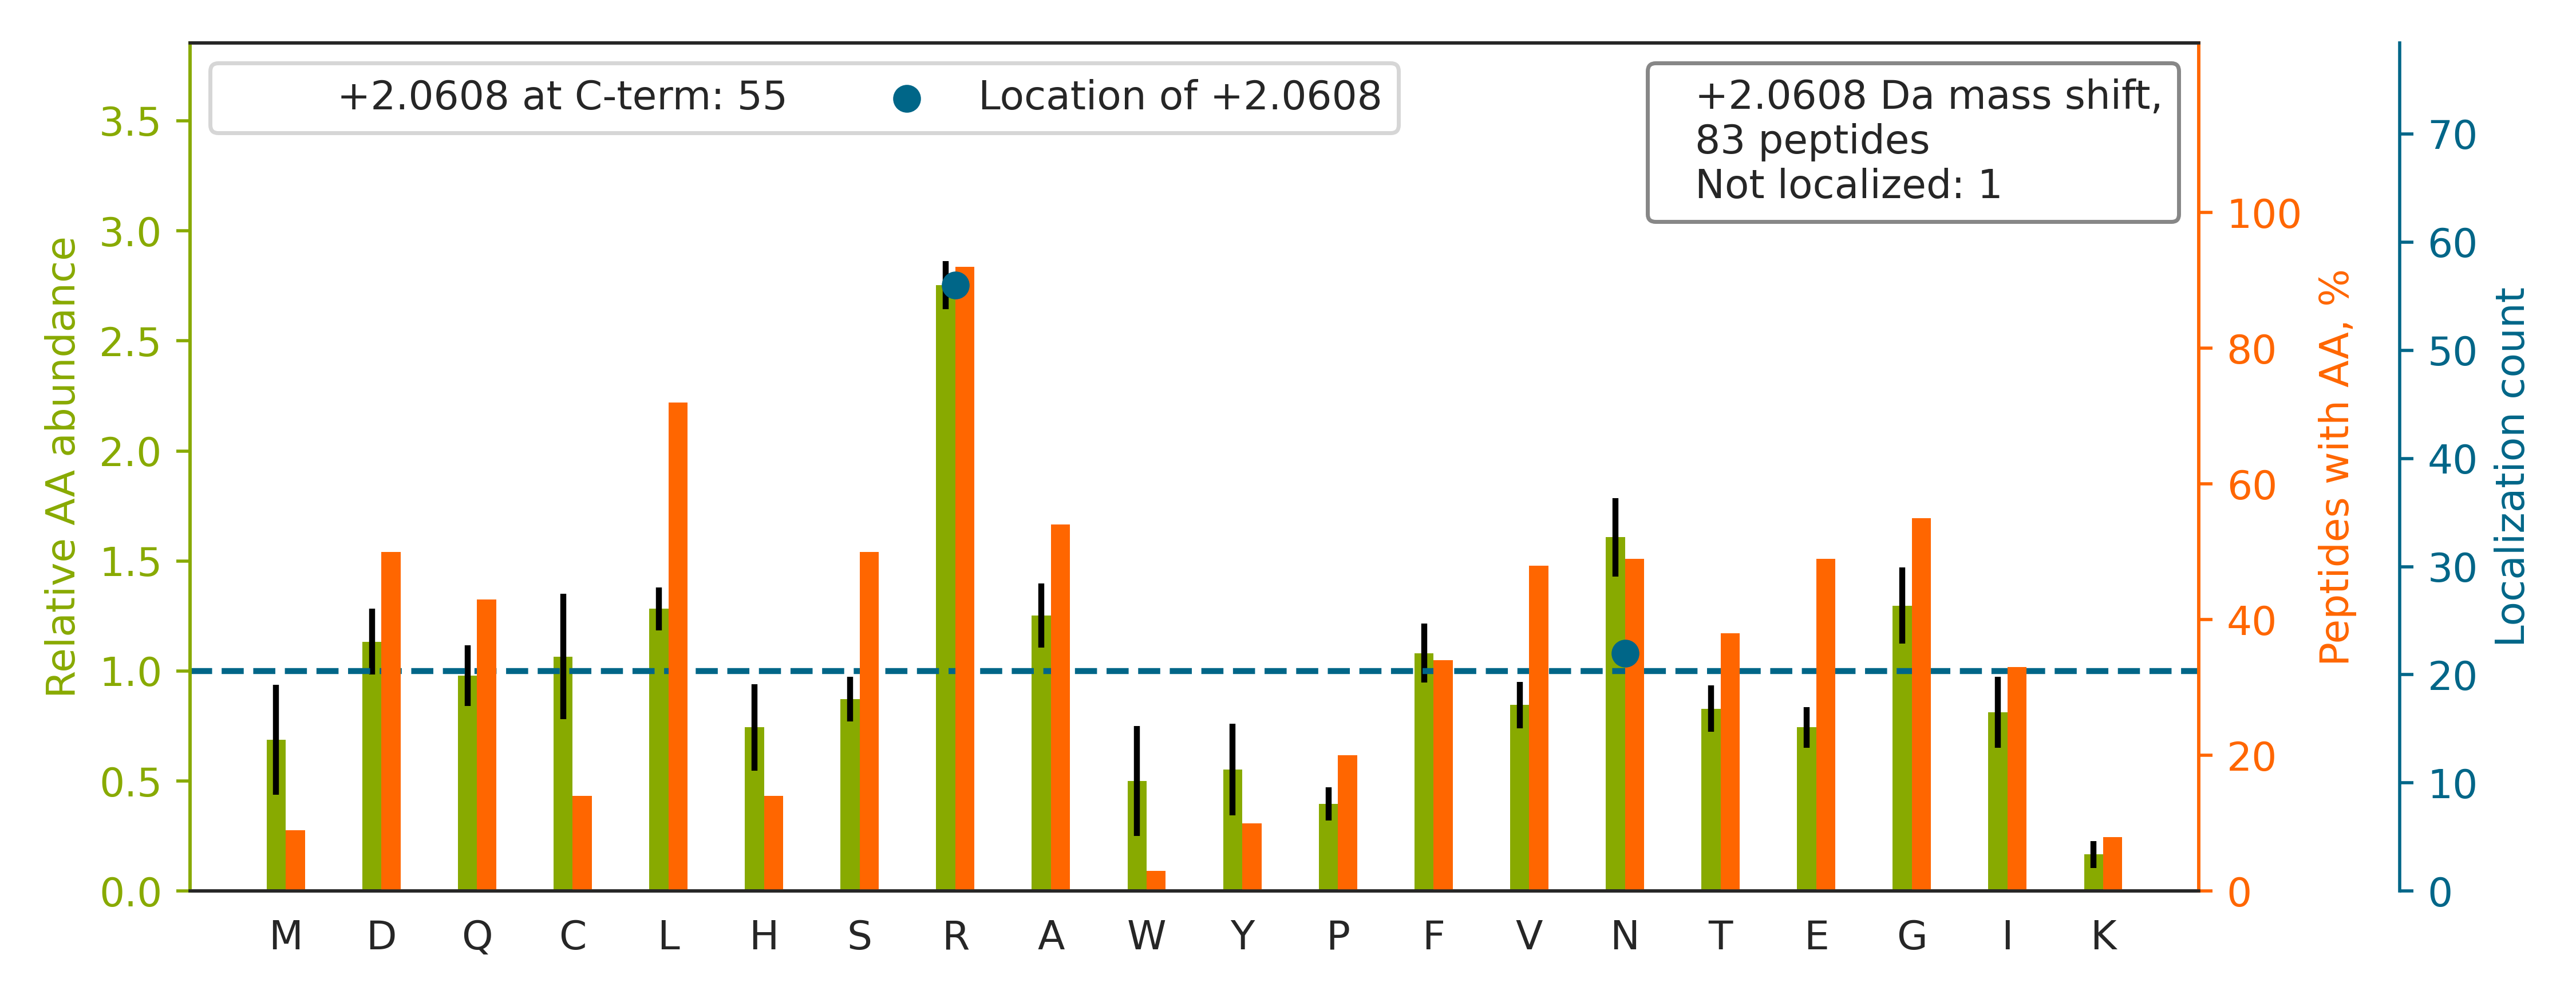 +2.0608 at C-term: 55
Location of +2.0608
+2.0608 Da mass shift,
83 peptides
Not localized: 1
Relative AA abundance
3.5
3.0
2.5
2.0
1.5
1.0
0.5
0.0
M D Q C L H S R A W Y P F V N T E G I K
100
80
60
40
20
0
Peptides with AA, %
70
60
50
40
30
20
10
0
Localization count